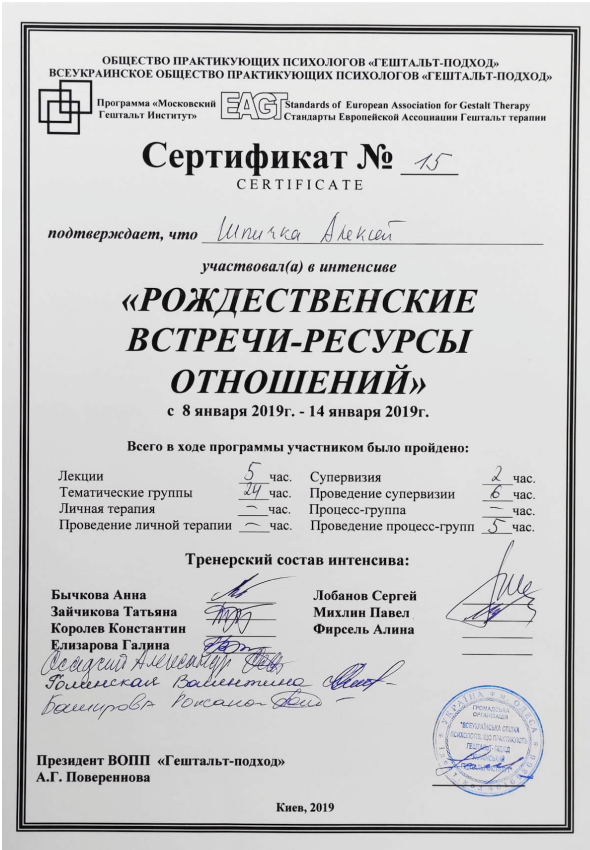 ОБЩЕСТВО ПРАКТИКУЮЩИХ ПСИХОЛОГОВ «ГЕШТАЛЬТ-ПОДХОД»
ВСЕУКРАИНСКОЕ ОБЩЕСТВО ПРАКТИКУЮЩИХ ПСИХОЛОГОВ «ГЕШТАЛЬТ-ПОДХОД»
Программа «Московский Гештальт Институт»
EAGT
Standards of European Association for Gestalt Therapy
Стандарты Европейской Ассоциации Гештальт терапии
Сертификат № 15
CERTIFICATE
подтверждает, что Шпичка Алексей
участвовал(а) в интенсиве
«РОЖДЕСТВЕНСКИЕ
ВСТРЕЧИ-РЕСУРСЫ
ОТНОШЕНИЙ»
с 8 января 2019г. - 14 января 2019г.
Всего в ходе программы участником было пройдено:
Лекции 5 час. Супервизия 2 час.
Тематические группы 24 час. Проведение супервизии 6 час.
Личная терапия – час. Процесс-группа – час.
Проведение личной терапии – час. Проведение процесс-групп 5 час.
Тренерский состав интенсива:
Бычкова Анна Лобанов Сергей
Зайчикова Татьяна Михлин Павел
Королев Константин Фирсель Алина
Елизарова Галина
Осадчий Александр
Голинская Валентина
Баширова Роксана
УКРАЇНА * м. ОДЕСА
ГРОМАДСЬКА
ОРГАНІЗАЦІЯ
"ВСЕУКРАЇНСЬКА СПІЛКА
ПСИХОЛОГІВ, ЩО ПРАКТИКУЮТЬ
ГЕШТАЛЬТ-ПІДХІД
Президент ВОПП «Гештальт-подход»
А.Г. Повереннова
Киев, 2019